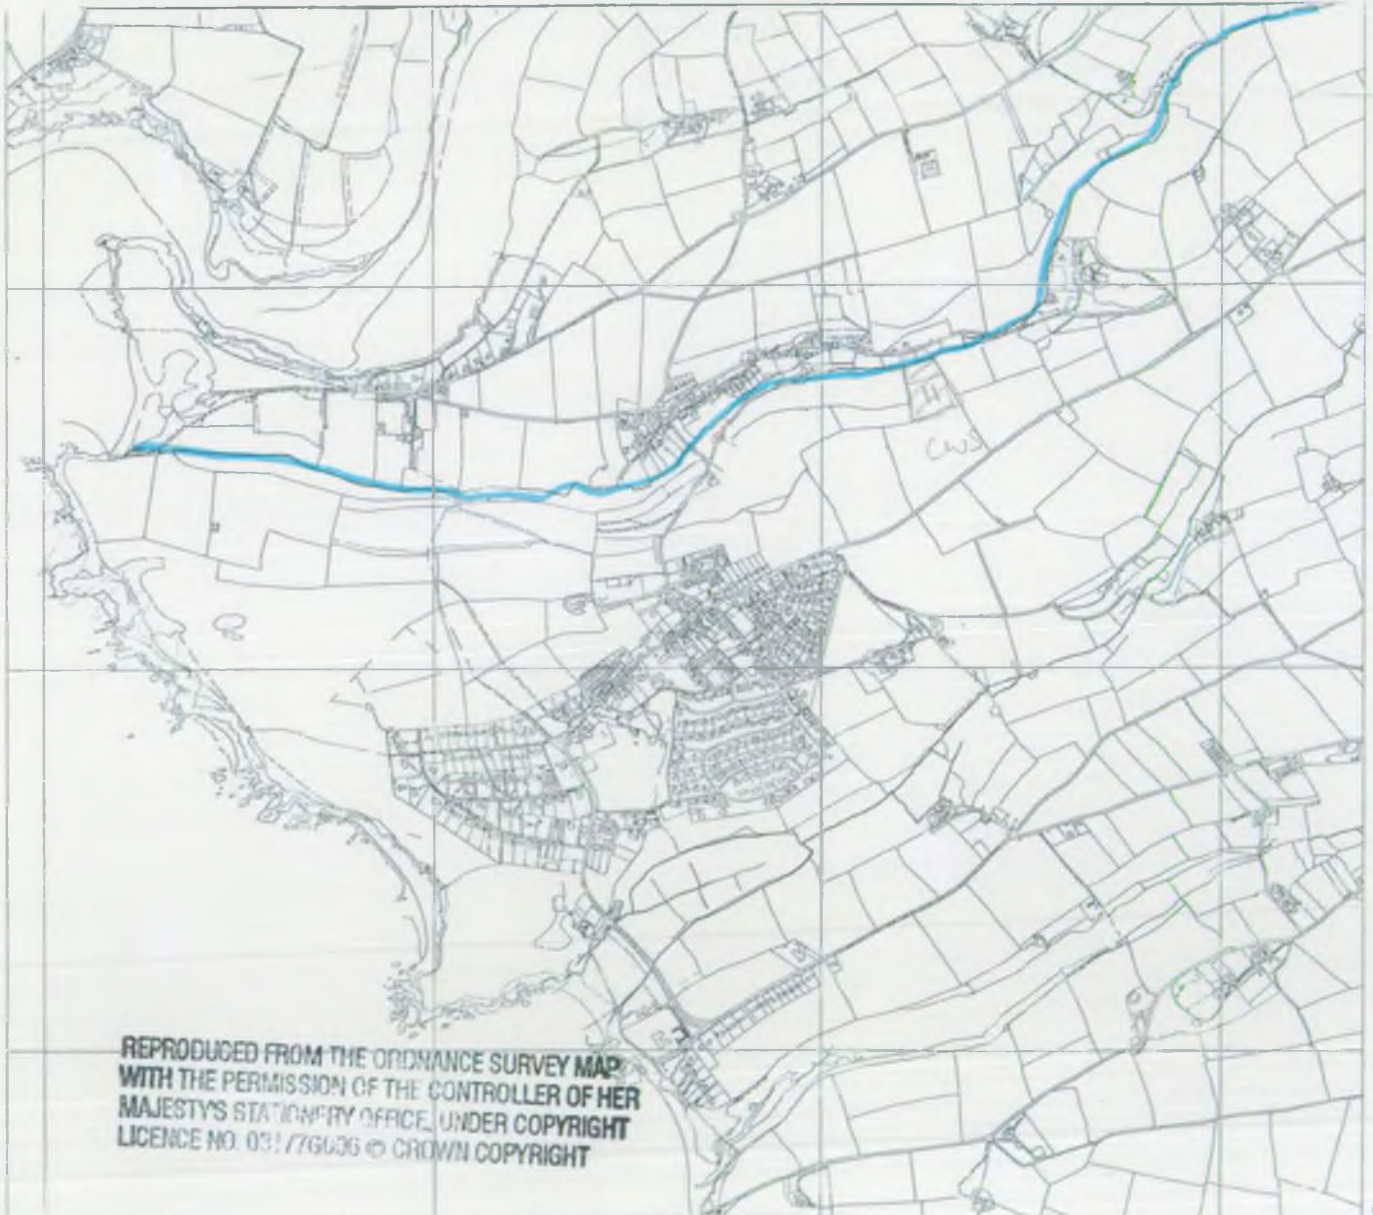 CWS
REPRODUCED FROM THE ORDNANCE SURVEY MAP
WITH THE PERMISSION OF THE CONTROLLER OF HER
MAJESTY'S STATIONERY OFFICE, UNDER COPYRIGHT
LICENCE NO. © CROWN COPYRIGHT